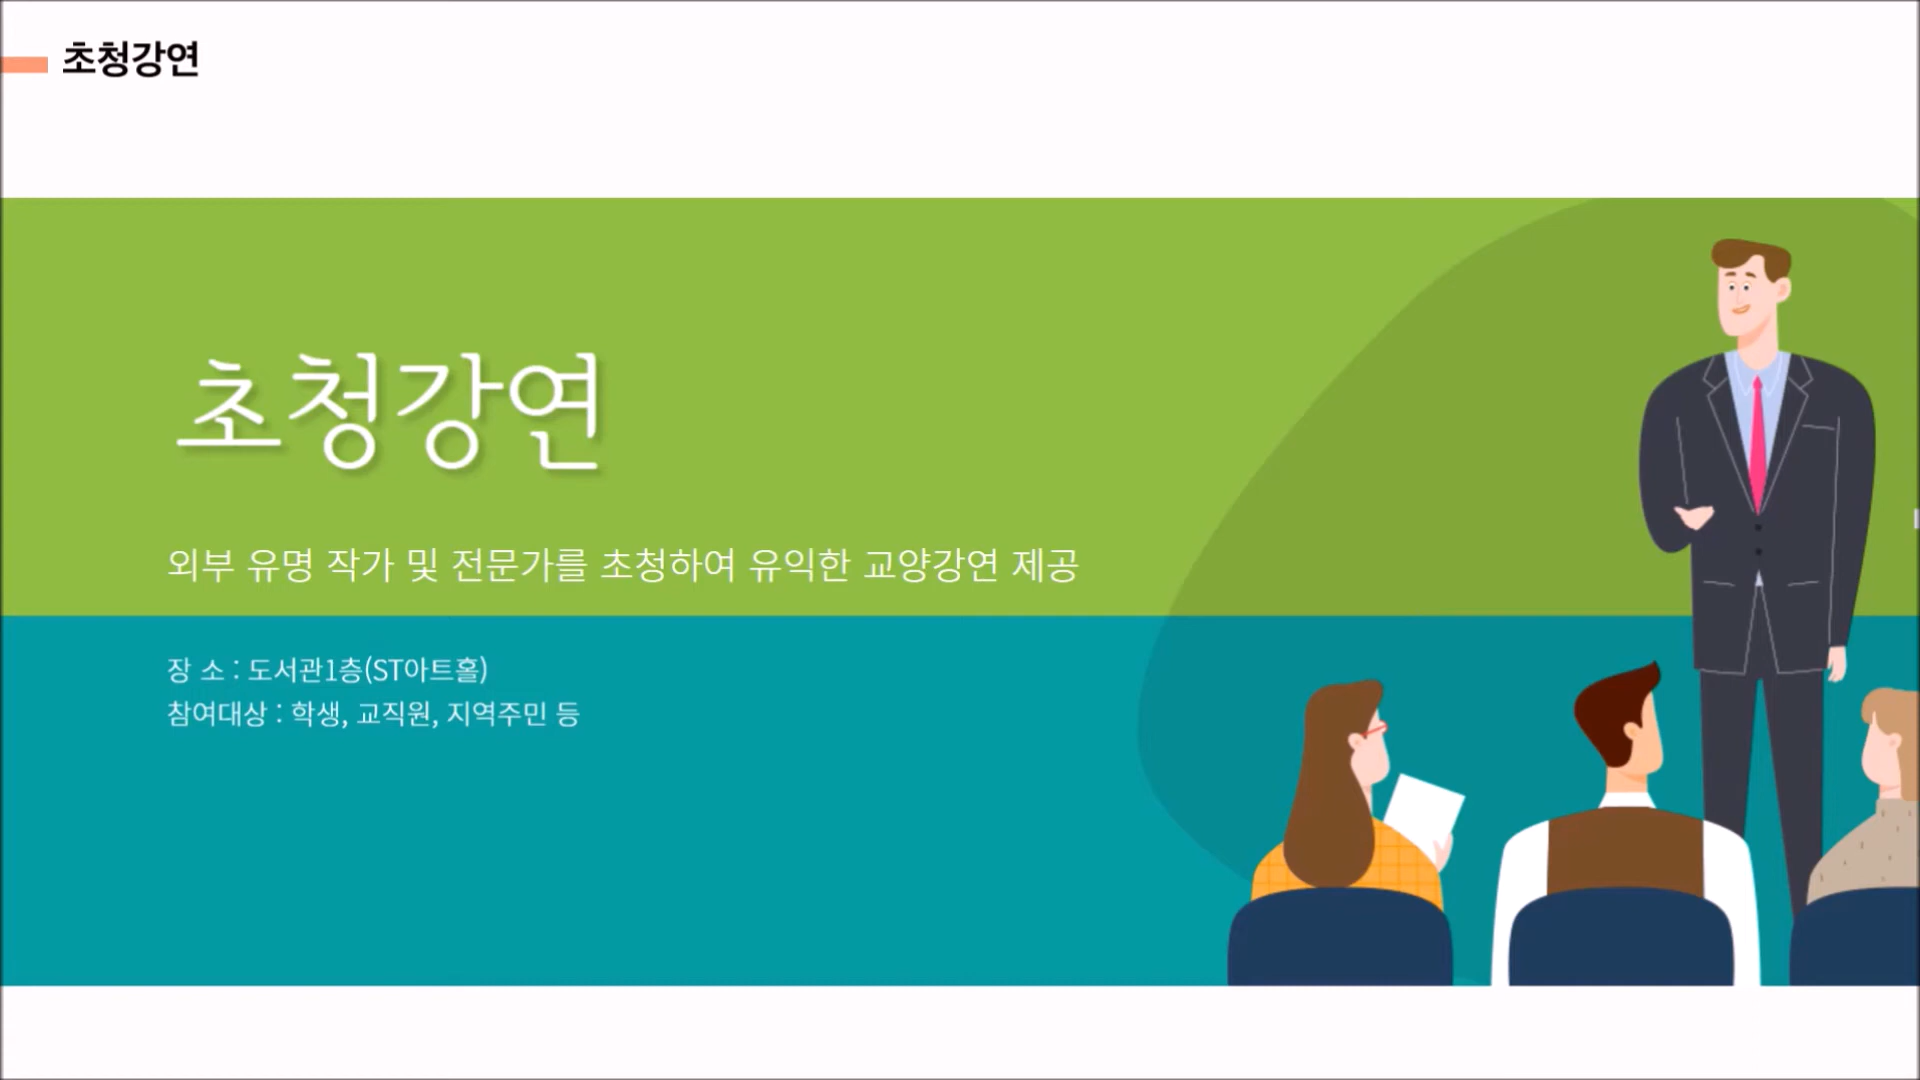 초청강연
초청강연
외부 유명 작가 및 전문가를 초청하여 유익한 교양강연 제공
장 소 : 도서관1층(ST아트홀)
참여대상 : 학생, 교직원, 지역주민 등